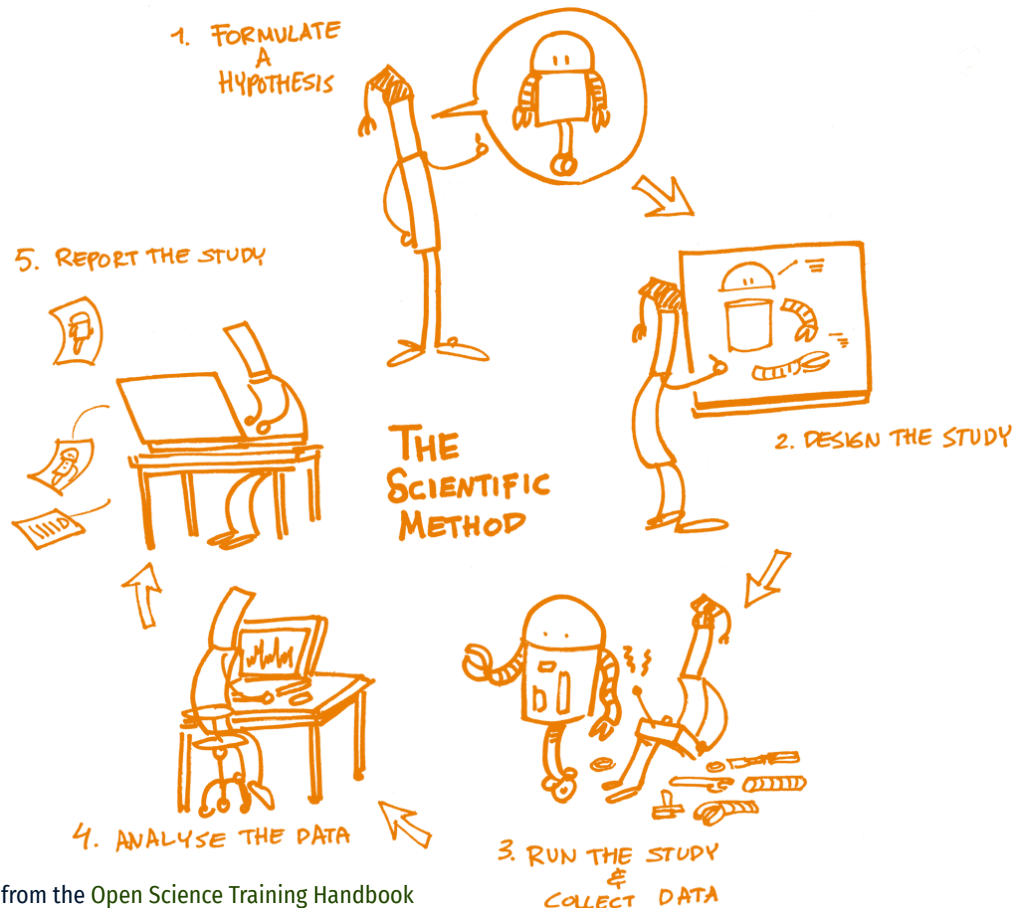 1. FORMULATE
A
HYPOTHESIS
5. REPORT THE STUDY
2. DESIGN THE STUDY
THE
SCIENTIFIC
METHOD
4. ANALYSE THE DATA
3. RUN THE STUDY
&
COLLECT DATA
from the Open Science Training Handbook